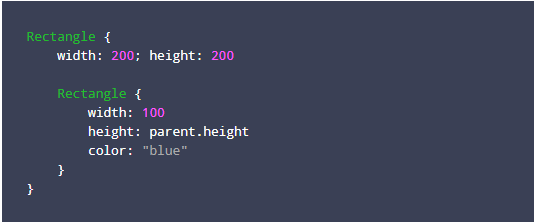 Rectangle {
    width: 200; height: 200

    Rectangle {
        width: 100
        height: parent.height
        color: "blue"
    }
}